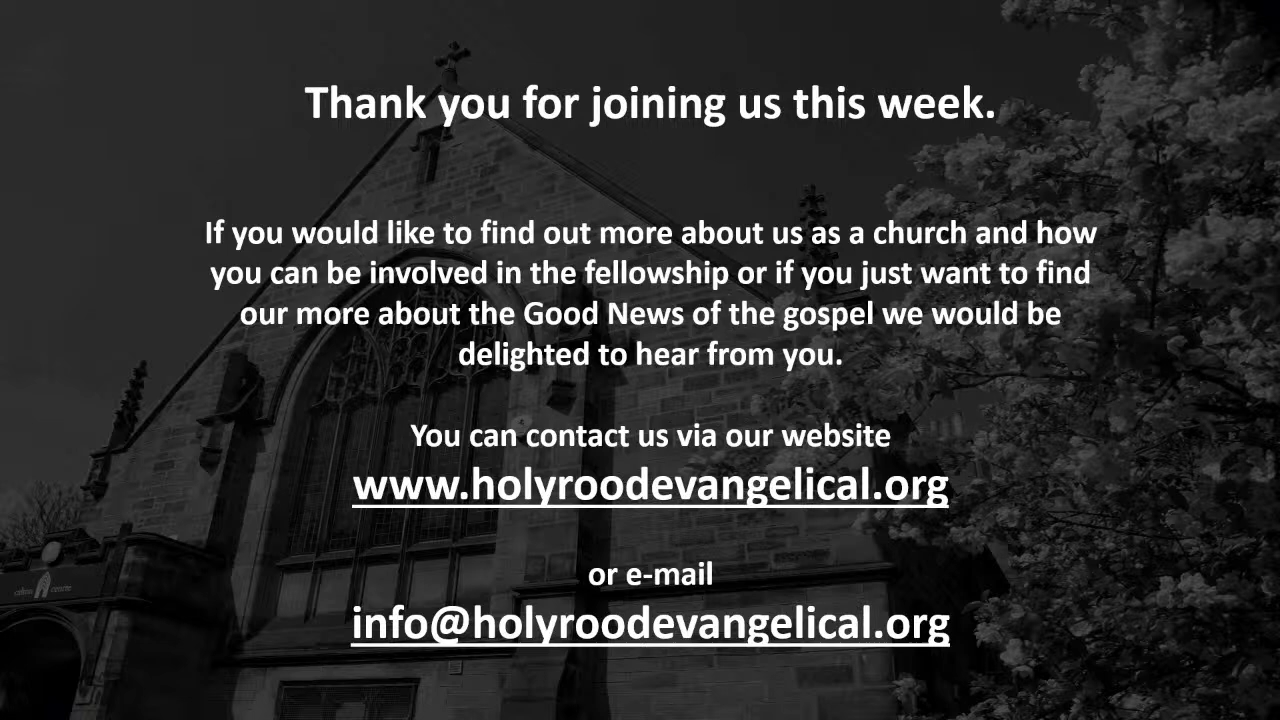 Thank you for joining us this week.
If you would like to find out more about us as a church and how
you can be involved in the fellowship or if you just want to find
our more about the Good News of the gospel we would be
delighted to hear from you.
You can contact us via our website
www.holyroodevangelical.org
or e-mail
info@holyroodevangelical.org